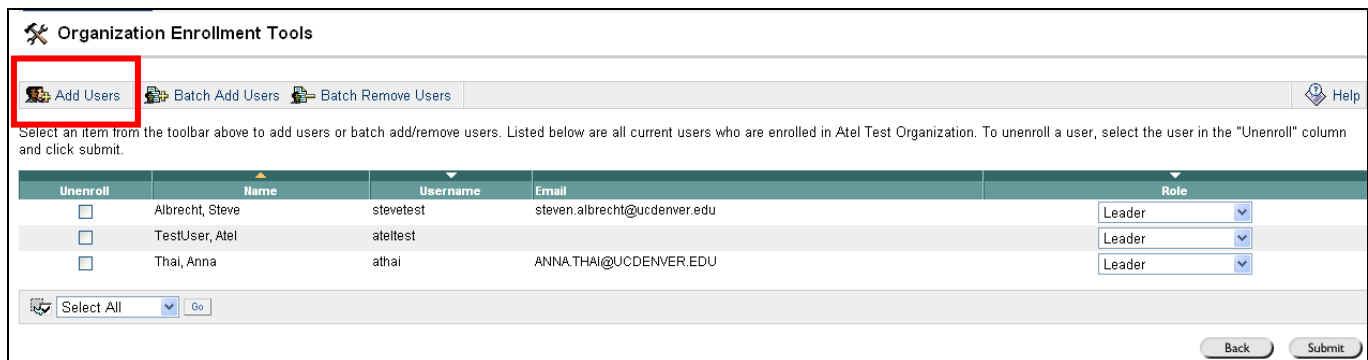 Organization Enrollment Tools
Add Users Batch Add Users Batch Remove Users Help
Select an item from the toolbar above to add users or batch add/remove users. Listed below are all current users who are enrolled in Atel Test Organization. To unenroll a user, select the user in the "Unenroll" column
and click submit.
Unenroll Name Username Email Role
Albrecht, Steve stevetest steven.albrecht@ucdenver.edu Leader
TestUser, Atel ateltest Leader
Thai, Anna athai ANNA.THAI@UCDENVER.EDU Leader
Select All Go
Back Submit